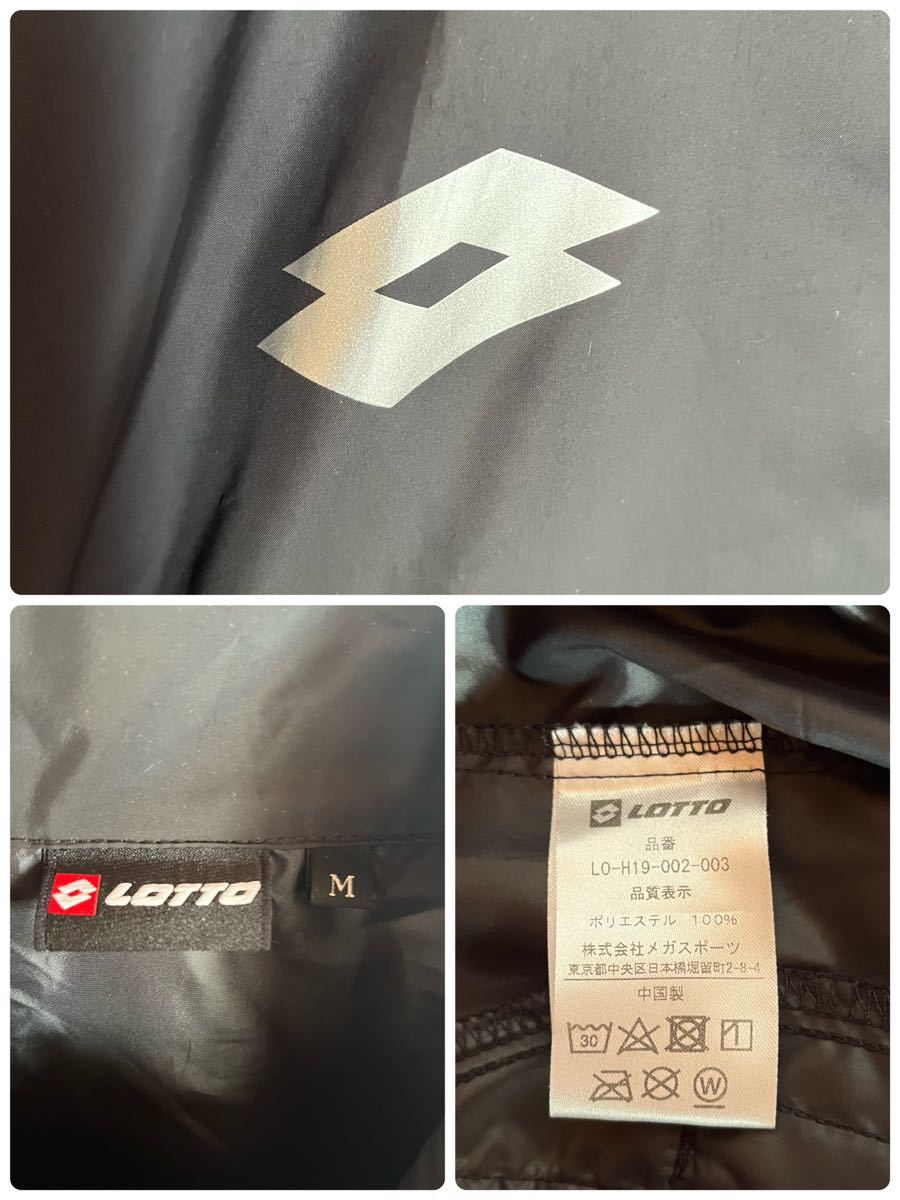 LOTTO
M
LOTTO
品番
LO-H19-002-003
品質表示
ポリエステル 100%
株式会社メガスポーツ
東京都中央区日本橋堀留町2-8-4
中国製
30
W